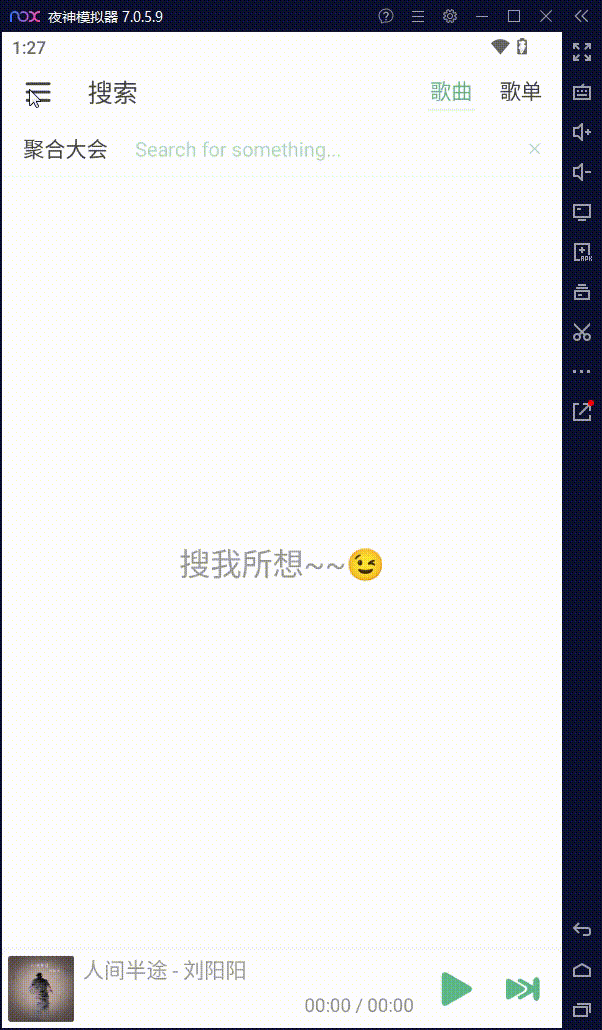 nox 夜神模拟器 7.0.5.9
1:27
搜索 歌曲 歌单
聚合大会 Search for something...
搜我所想~~😉
人间半途 - 刘阳阳
00:00 / 00:00
APK